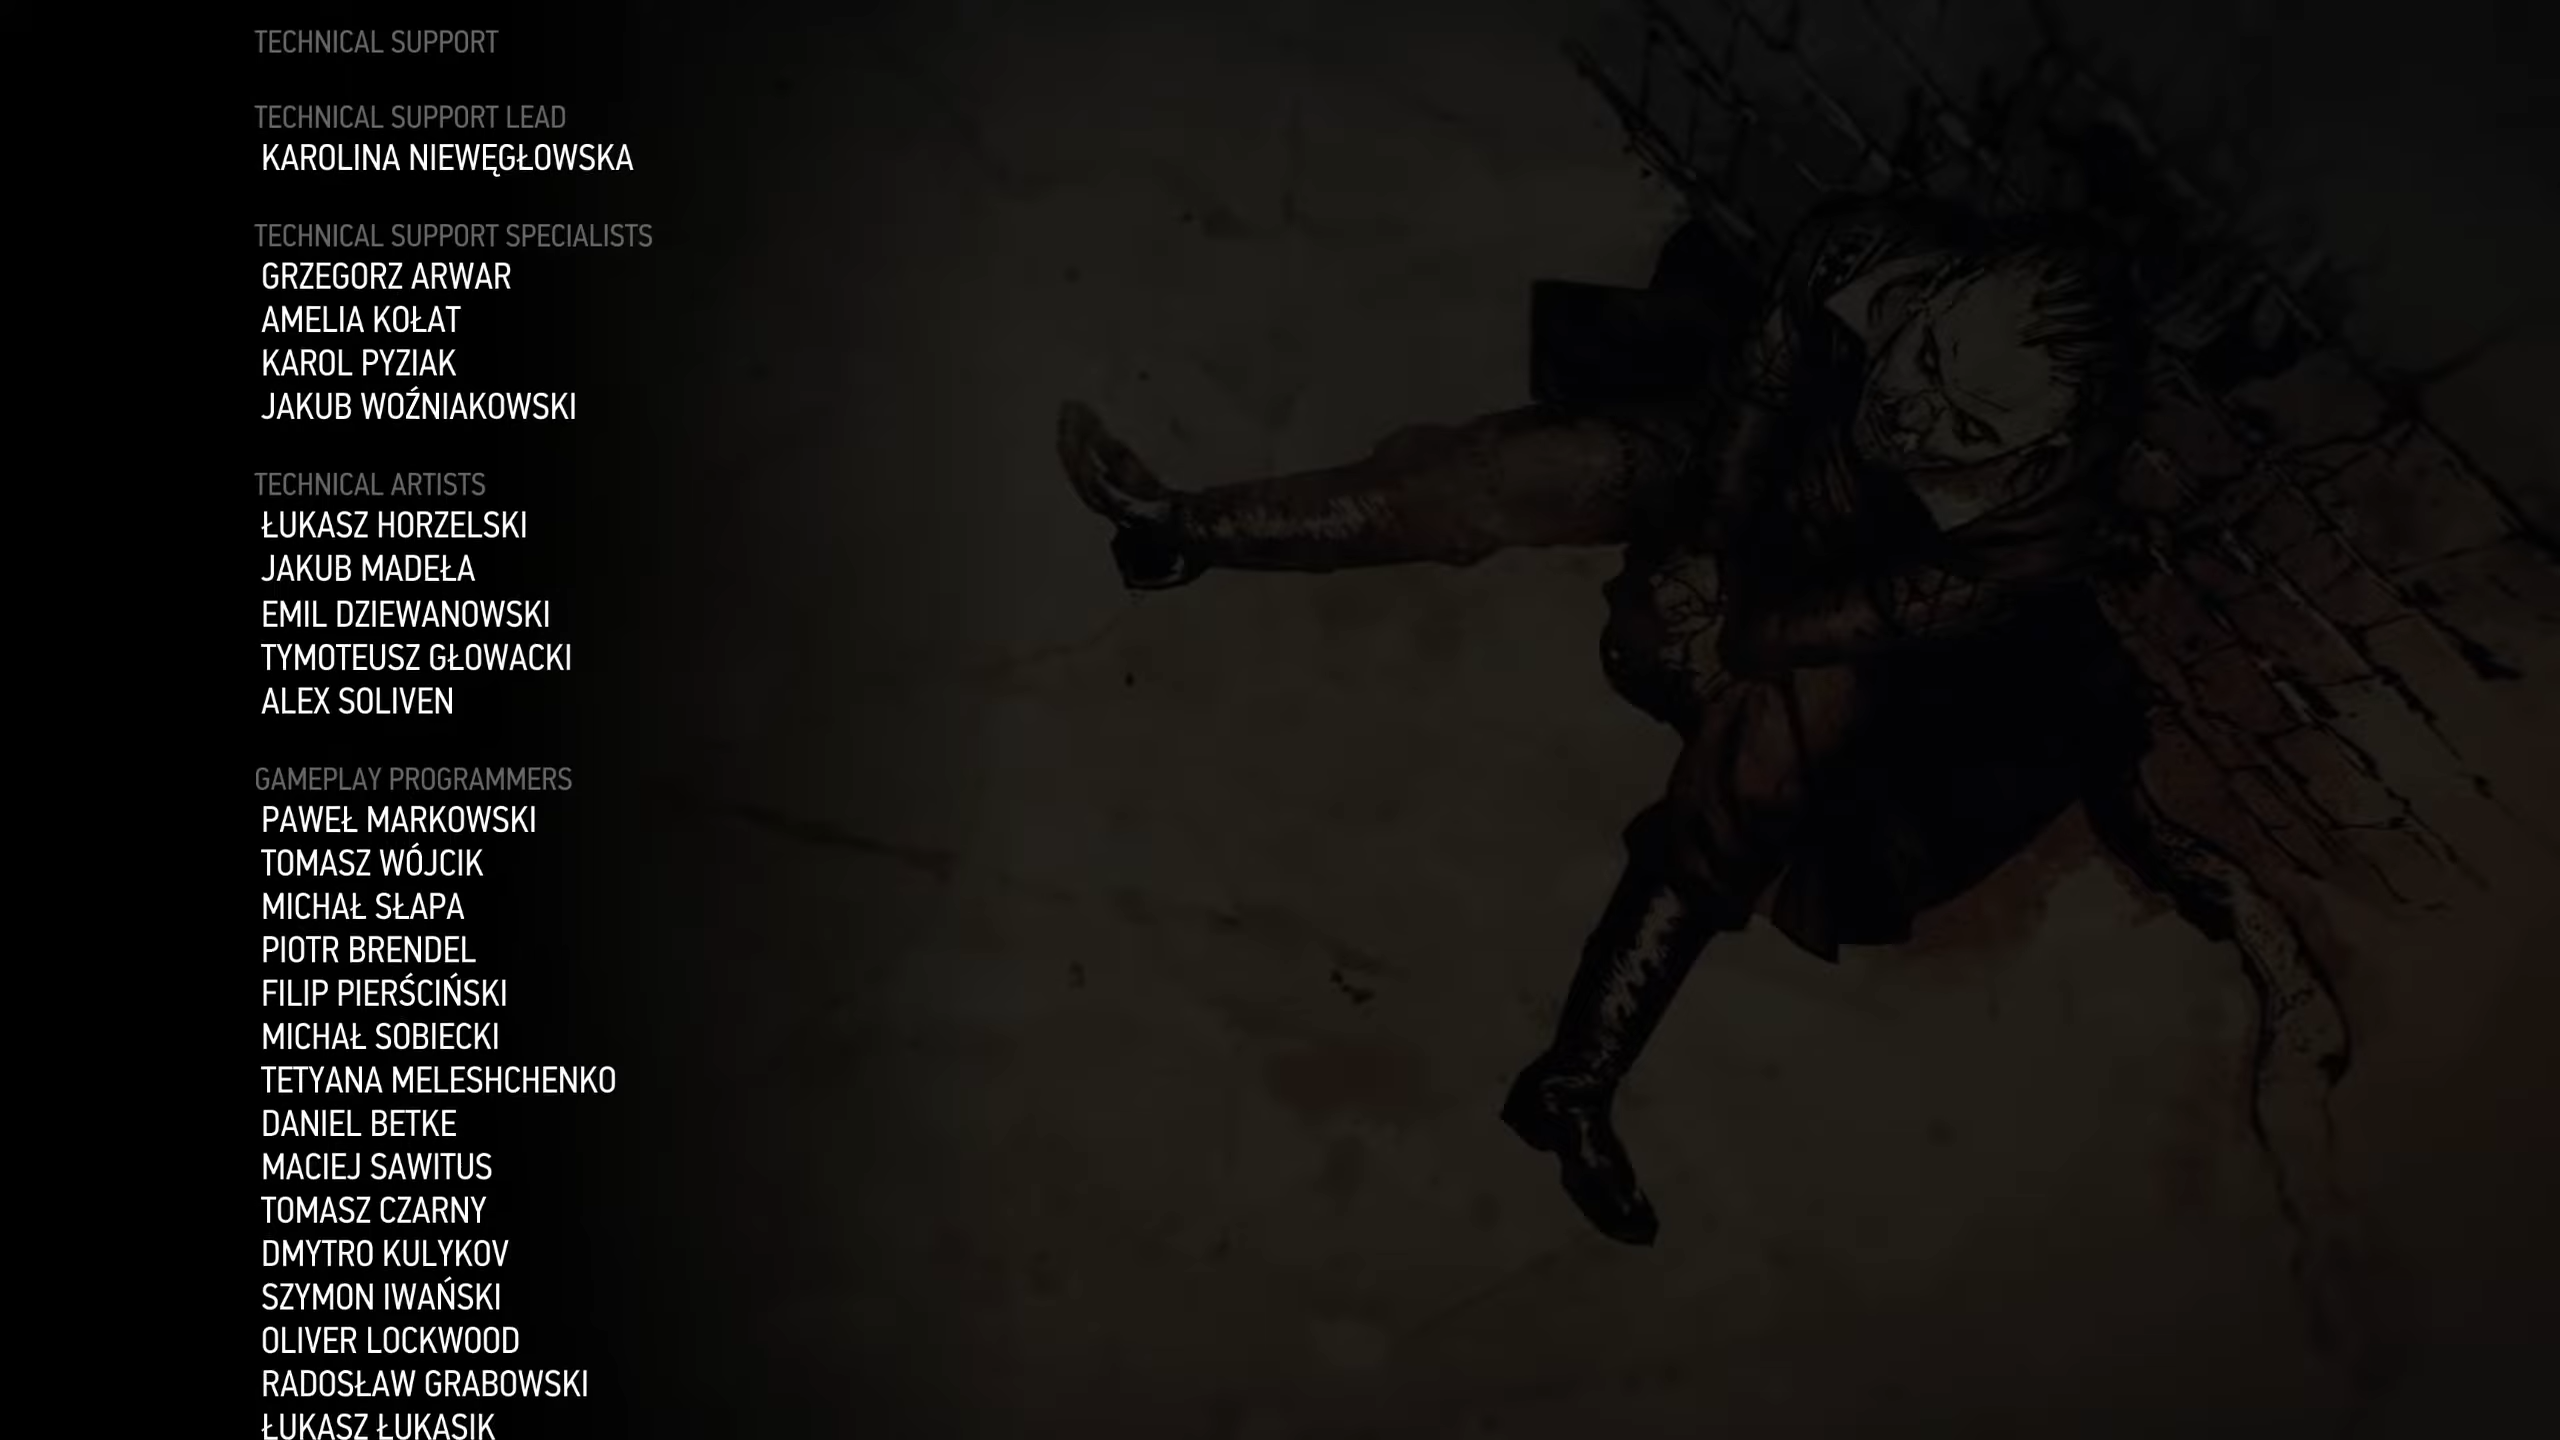 TECHNICAL SUPPORT
TECHNICAL SUPPORT LEAD
KAROLINA NIEWĘGŁOWSKA
TECHNICAL SUPPORT SPECIALISTS
GRZEGORZ ARWAR
AMELIA KOŁAT
KAROL PYZIAK
JAKUB WOŹNIAKOWSKI
TECHNICAL ARTISTS
ŁUKASZ HORZELSKI
JAKUB MADEŁA
EMIL DZIEWANOWSKI
TYMOTEUSZ GŁOWACKI
ALEX SOLIVEN
GAMEPLAY PROGRAMMERS
PAWEŁ MARKOWSKI
TOMASZ WÓJCIK
MICHAŁ SŁAPA
PIOTR BRENDEL
FILIP PIERŚCIŃSKI
MICHAŁ SOBIECKI
TETYANA MELESHCHENKO
DANIEL BETKE
MACIEJ SAWITUS
TOMASZ CZARNY
DMYTRO KULYKOV
SZYMON IWAŃSKI
OLIVER LOCKWOOD
RADOSŁAW GRABOWSKI
ŁUKASZ ŁUKASIK